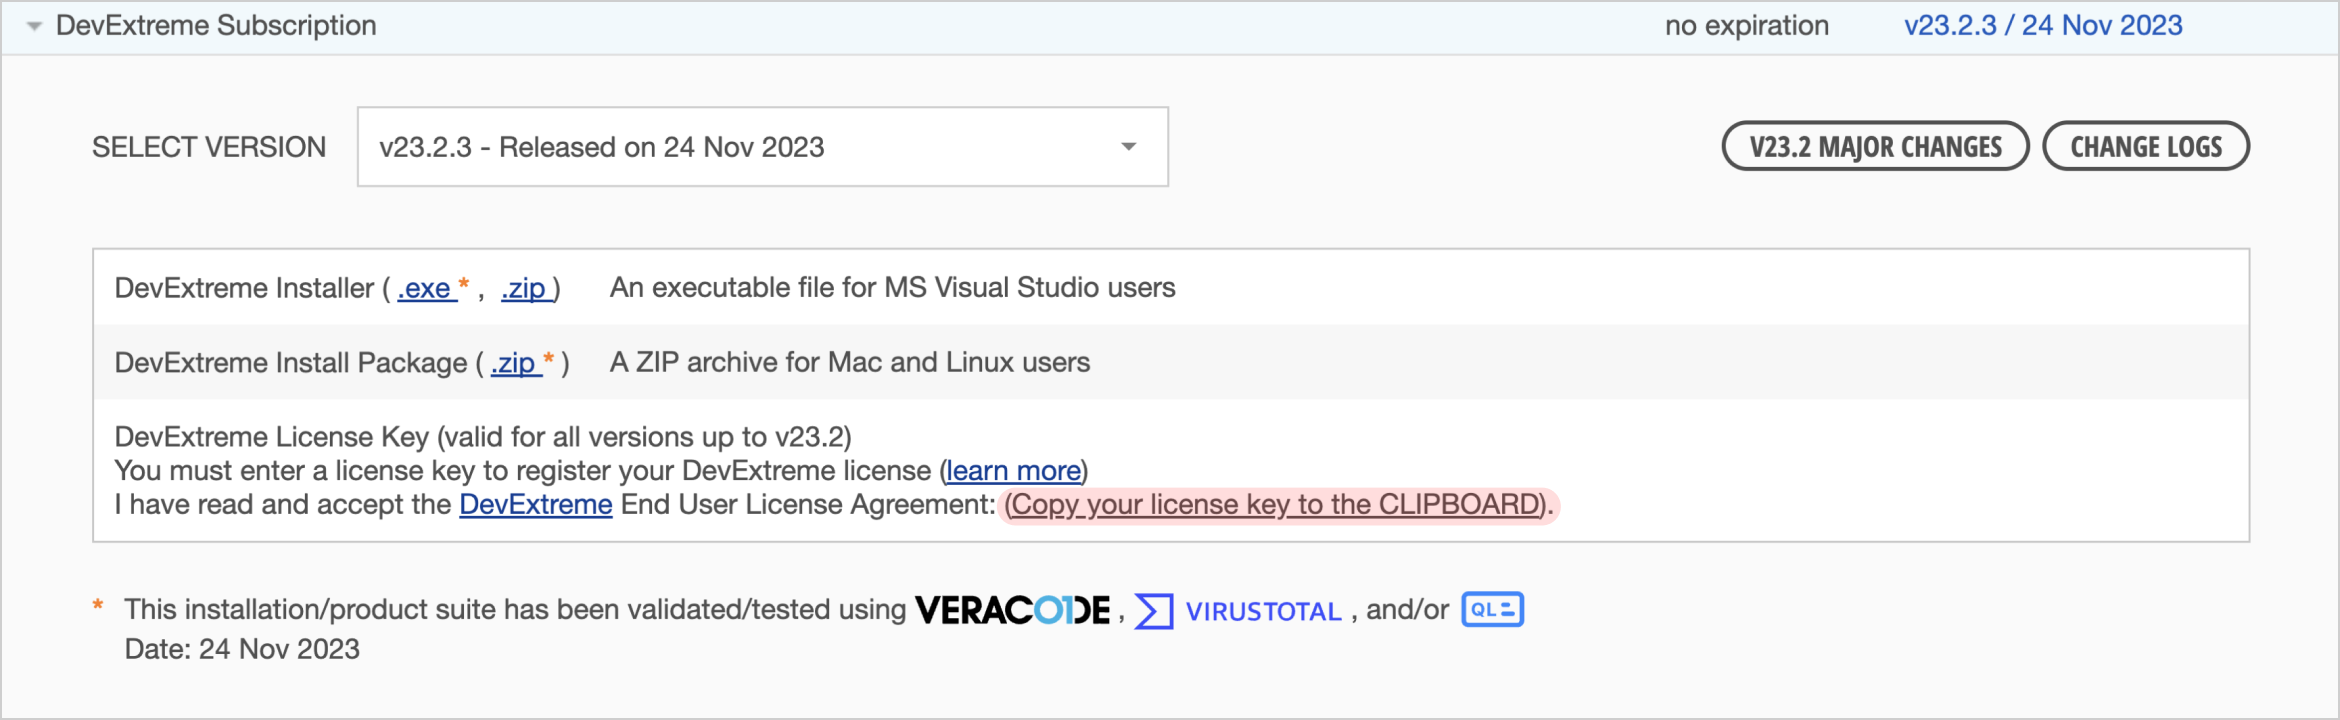 DevExtreme Subscription no expiration v23.2.3 / 24 Nov 2023
SELECT VERSION v23.2.3 - Released on 24 Nov 2023 V23.2 MAJOR CHANGES CHANGE LOGS
DevExtreme Installer ( .exe * , .zip ) An executable file for MS Visual Studio users
DevExtreme Install Package ( .zip * ) A ZIP archive for Mac and Linux users
DevExtreme License Key (valid for all versions up to v23.2)
You must enter a license key to register your DevExtreme license (learn more)
I have read and accept the DevExtreme End User License Agreement: (Copy your license key to the CLIPBOARD).
* This installation/product suite has been validated/tested using VERACODE , VIRUSTOTAL , and/or QL
Date: 24 Nov 2023